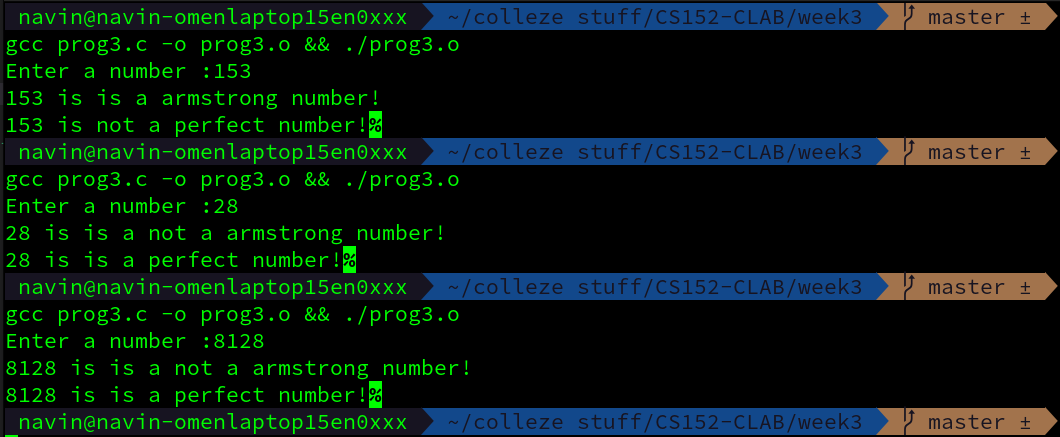 navin@navin-omenlaptop15en0xxx ~/colleze stuff/CS152-CLAB/week3 master ±
gcc prog3.c -o prog3.o && ./prog3.o
Enter a number :153
153 is is a armstrong number!
153 is not a perfect number!%
navin@navin-omenlaptop15en0xxx ~/colleze stuff/CS152-CLAB/week3 master ±
gcc prog3.c -o prog3.o && ./prog3.o
Enter a number :28
28 is is a not a armstrong number!
28 is is a perfect number!%
navin@navin-omenlaptop15en0xxx ~/colleze stuff/CS152-CLAB/week3 master ±
gcc prog3.c -o prog3.o && ./prog3.o
Enter a number :8128
8128 is is a not a armstrong number!
8128 is is a perfect number!%
navin@navin-omenlaptop15en0xxx ~/colleze stuff/CS152-CLAB/week3 master ±